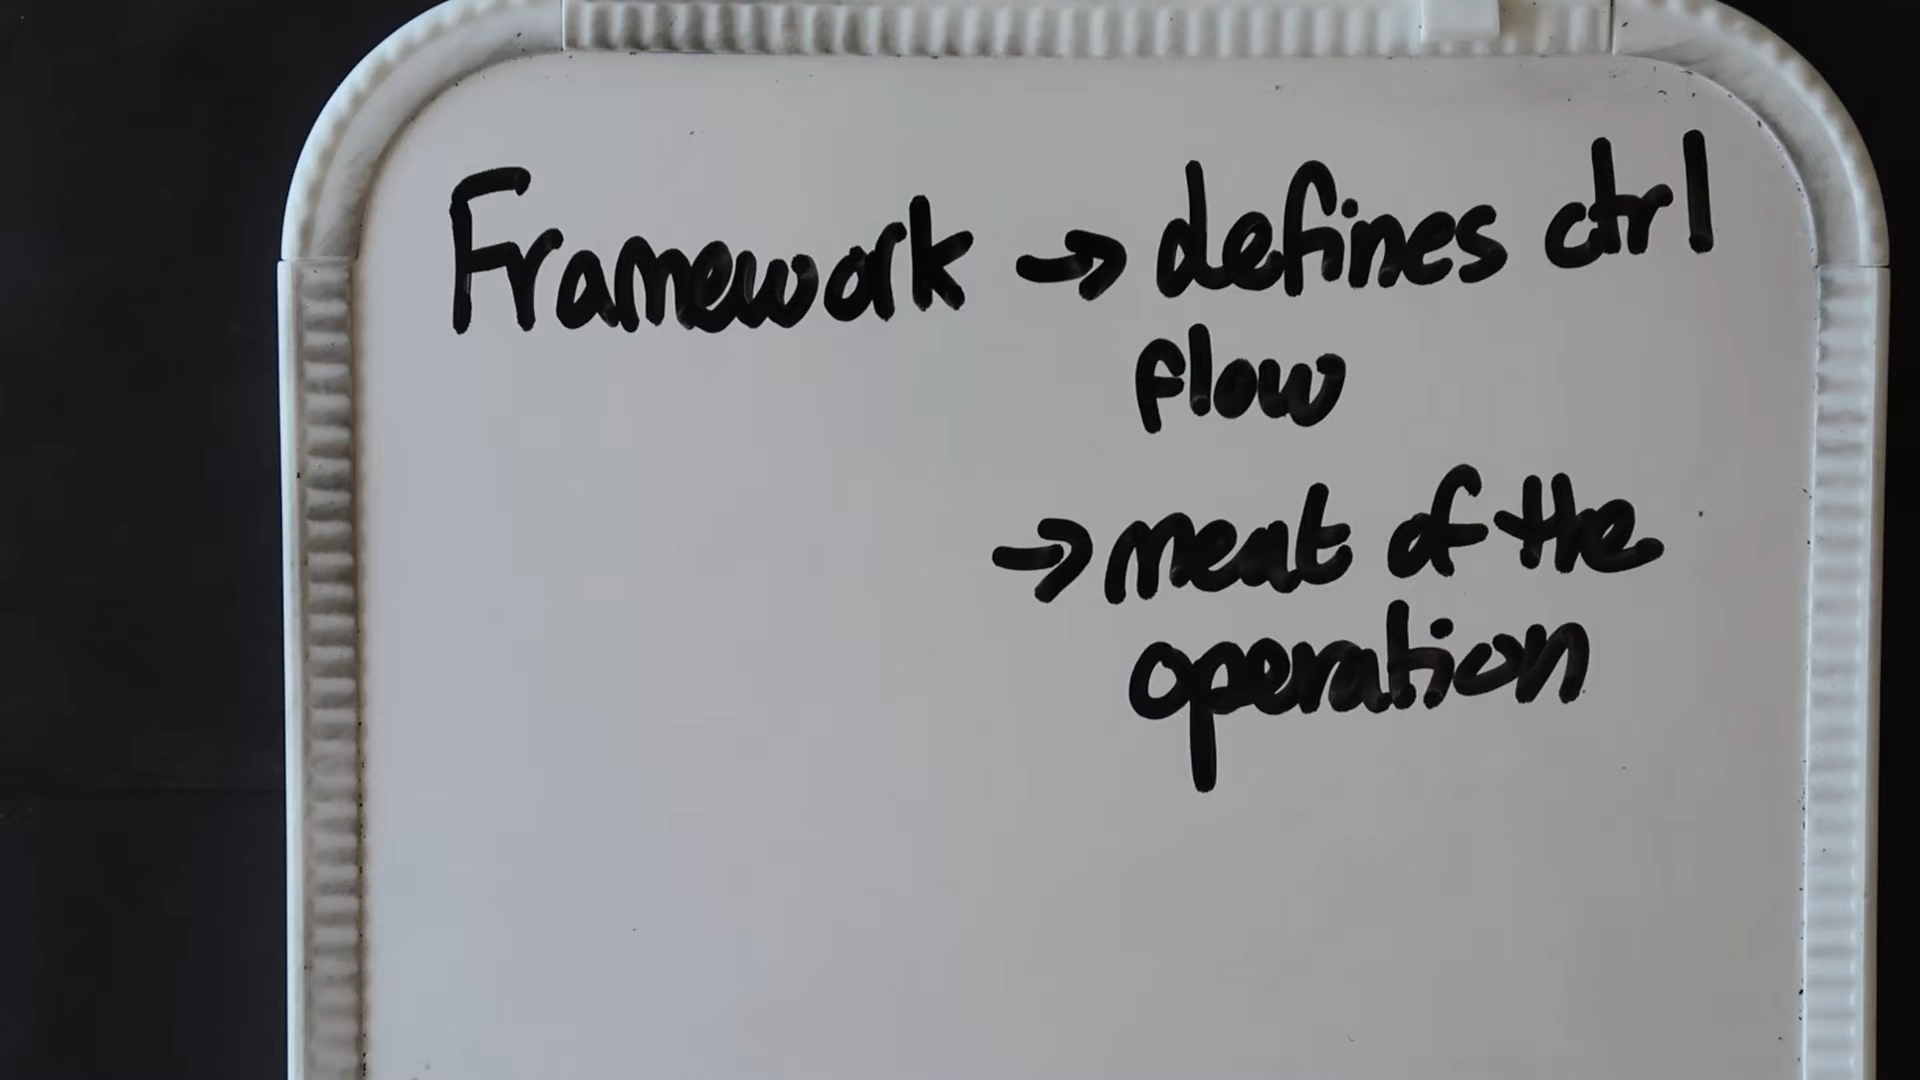 Framework → defines ctrl
flow
→ meat of the
operation